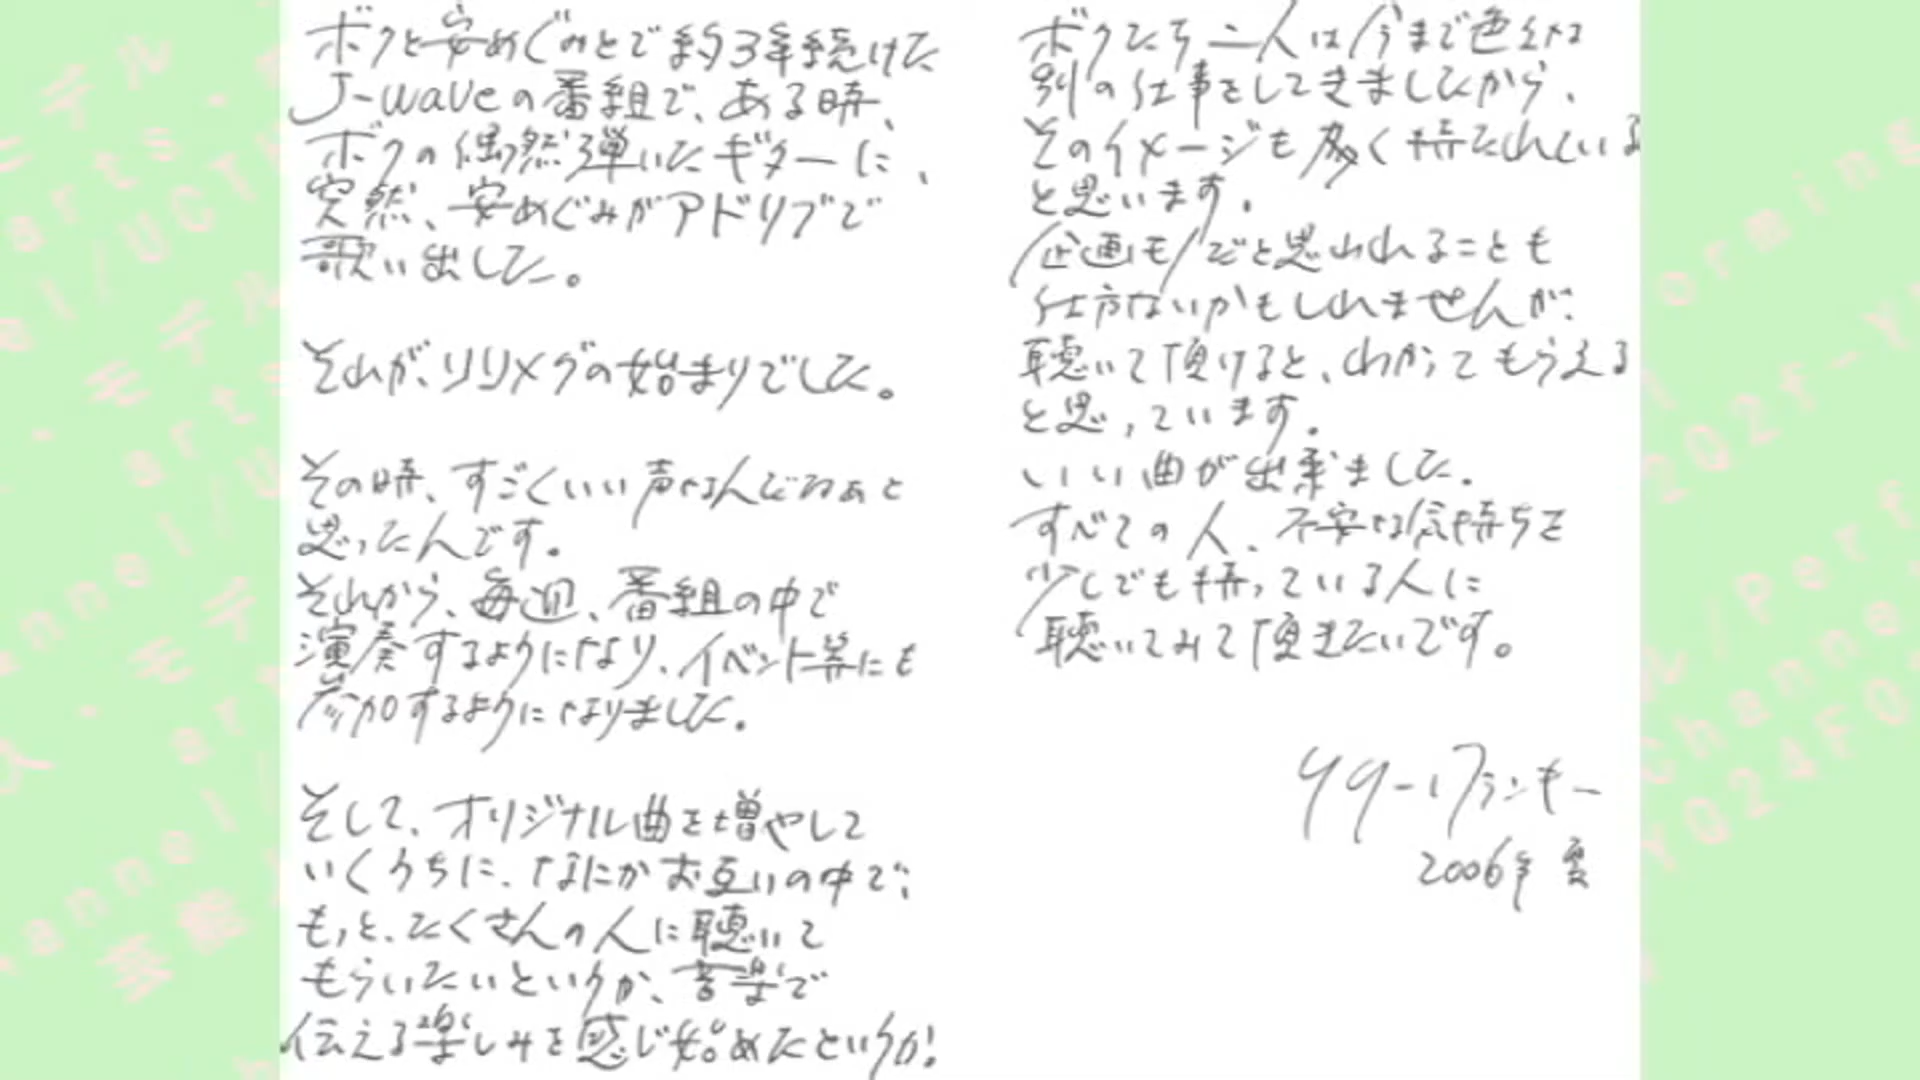 ボクと安めぐみとで約3年続けた
J-waveの番組で、ある時、
ボクの偶然弾いたギターに、
突然、安めぐみがアドリブで
歌い出した。
それが、リリメグの始まりでした。
その時、すごくいい声なんだなぁと
思ったんです。
それから、毎週、番組の中で
演奏するようになり、イベント等にも
参加するようになりました。
そして、オリジナル曲を増やして
いくうちに、なにかお互いの中で、
もっと、たくさんの人に聴いて
もらいたいというか、音楽で
伝える楽しみを感じ始めたというか!
ボクたち二人は今まで色々な
別の仕事をしてきましたから、
そのイメージも多く持たれている
と思います。
企画モノだと思われることも
仕方ないかもしれませんが、
聴いて頂けると、わかってもらえる
と思っています。
いい曲が出来ました。
すべての人、不安な気持ちを
少しでも持っている人に
聴いてみて頂きたいです。
リリー・フランキー
2006年 夏